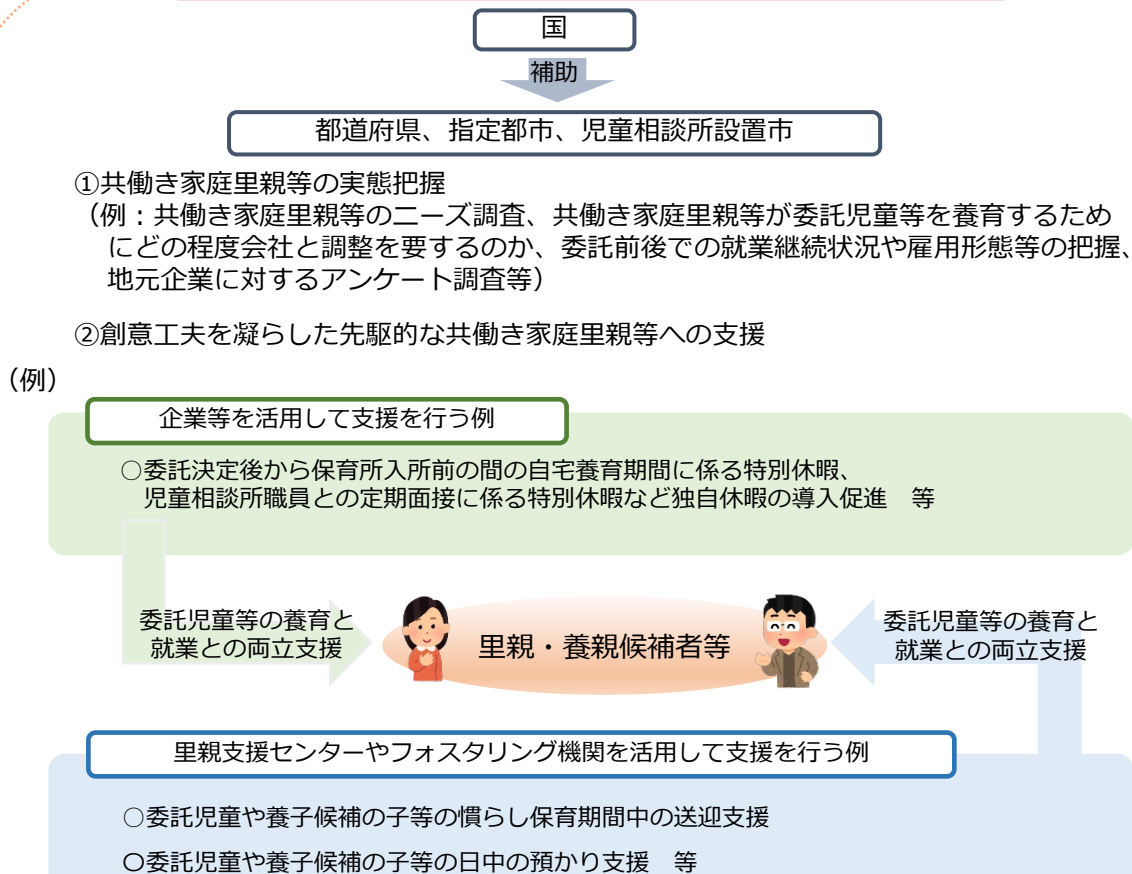 国
補助
都道府県、指定都市、児童相談所設置市
①共働き家庭里親等の実態把握
（例：共働き家庭里親等のニーズ調査、共働き家庭里親等が委託児童等を養育するため
にどの程度会社と調整を要するのか、委託前後での就業継続状況や雇用形態等の把握、
地元企業に対するアンケート調査等）
②創意工夫を凝らした先駆的な共働き家庭里親等への支援
（例）
企業等を活用して支援を行う例
○委託決定後から保育所入所前の間の自宅養育期間に係る特別休暇、
児童相談所職員との定期面接に係る特別休暇など独自休暇の導入促進　等
委託児童等の養育と
就業との両立支援
里親・養親候補者等
委託児童等の養育と
就業との両立支援
里親支援センターやフォスタリング機関を活用して支援を行う例
○委託児童や養子候補の子等の慣らし保育期間中の送迎支援
〇委託児童や養子候補の子等の日中の預かり支援　等